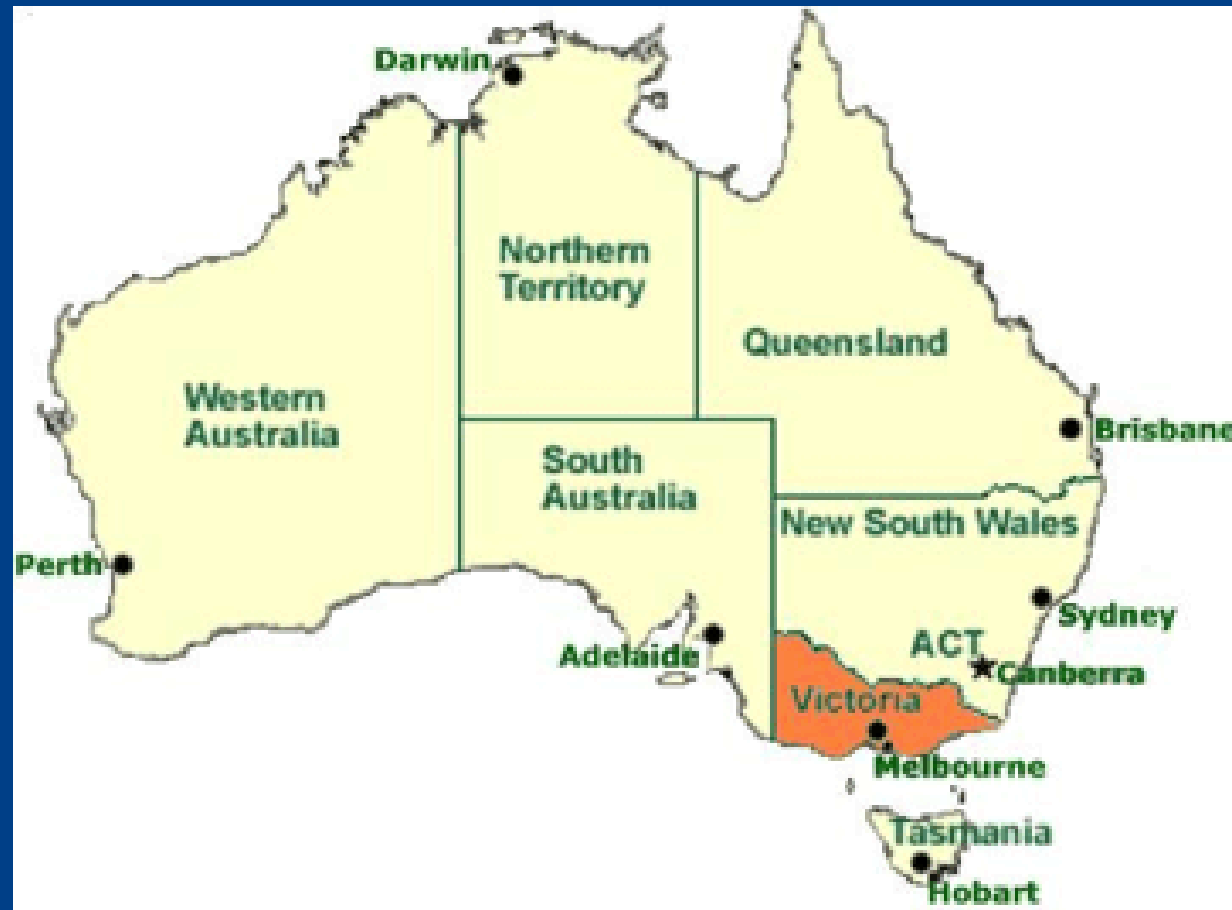 Darwin
Northern
Territory
Queensland
Western
Australia
Brisbane
South
Australia
New South Wales
Perth
Sydney
ACT
Adelaide
Canberra
Victoria
Melbourne
Tasmania
Hobart